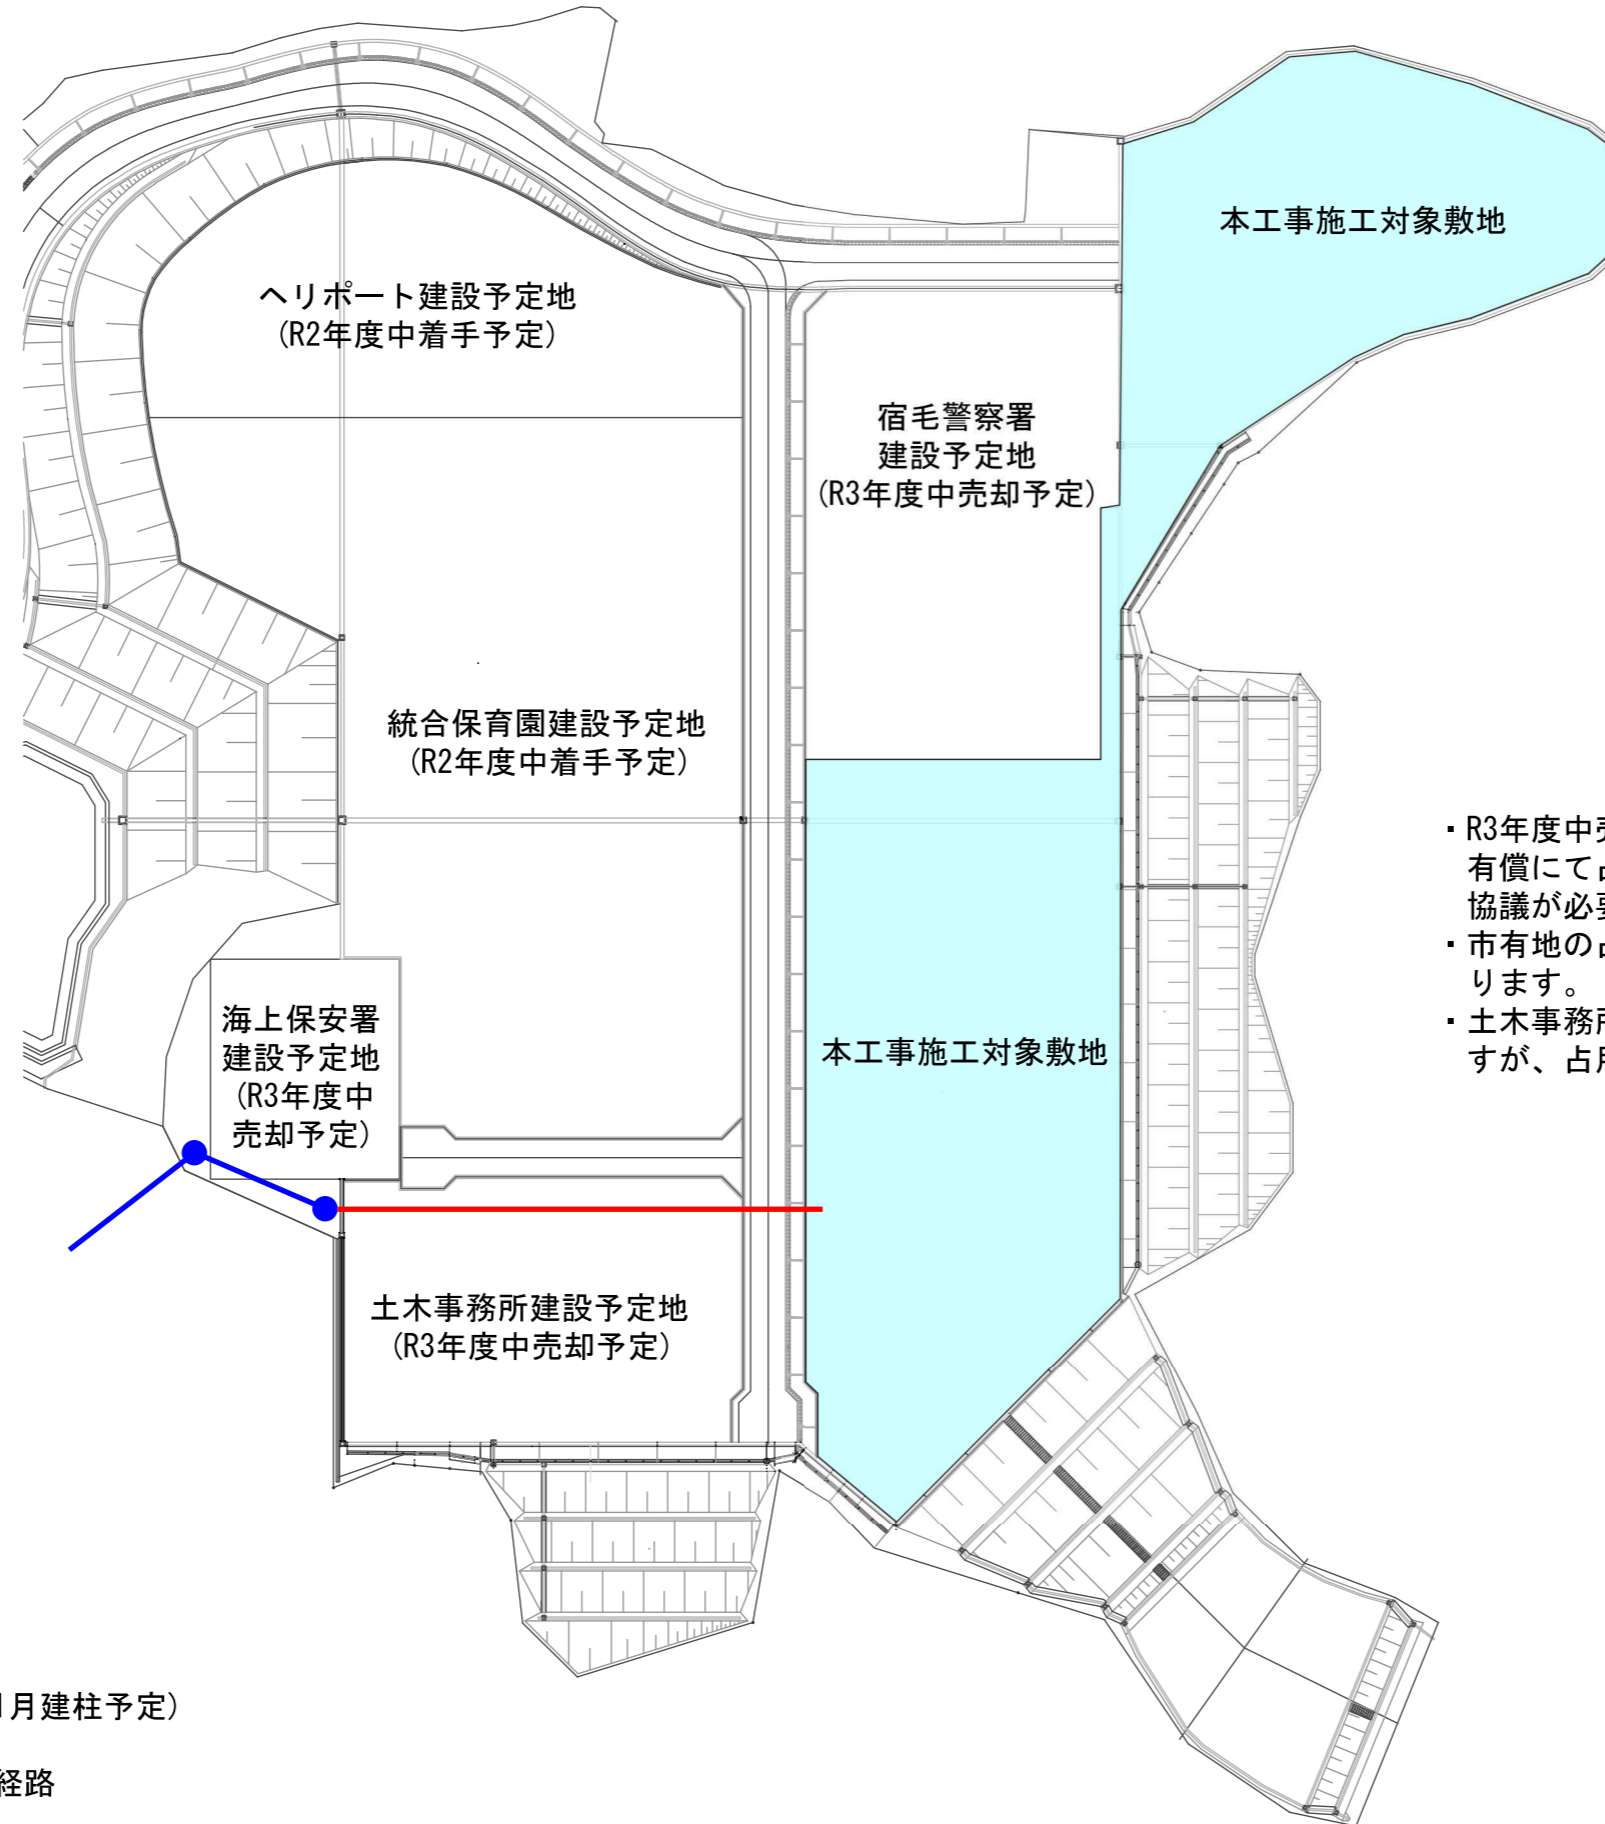 本工事施工対象敷地
ヘリポート建設予定地
(R2年度中着手予定)
宿毛警察署
建設予定地
(R3年度中売却予定)
統合保育園建設予定地
(R2年度中着手予定)
・R3年度中売
有償にて占
協議が必要
・市有地の占
ります。
・土木事務所
すが、占用
海上保安署
建設予定地
(R3年度中
売却予定)
本工事施工対象敷地
土木事務所建設予定地
(R3年度中売却予定)
月建柱予定)
経路